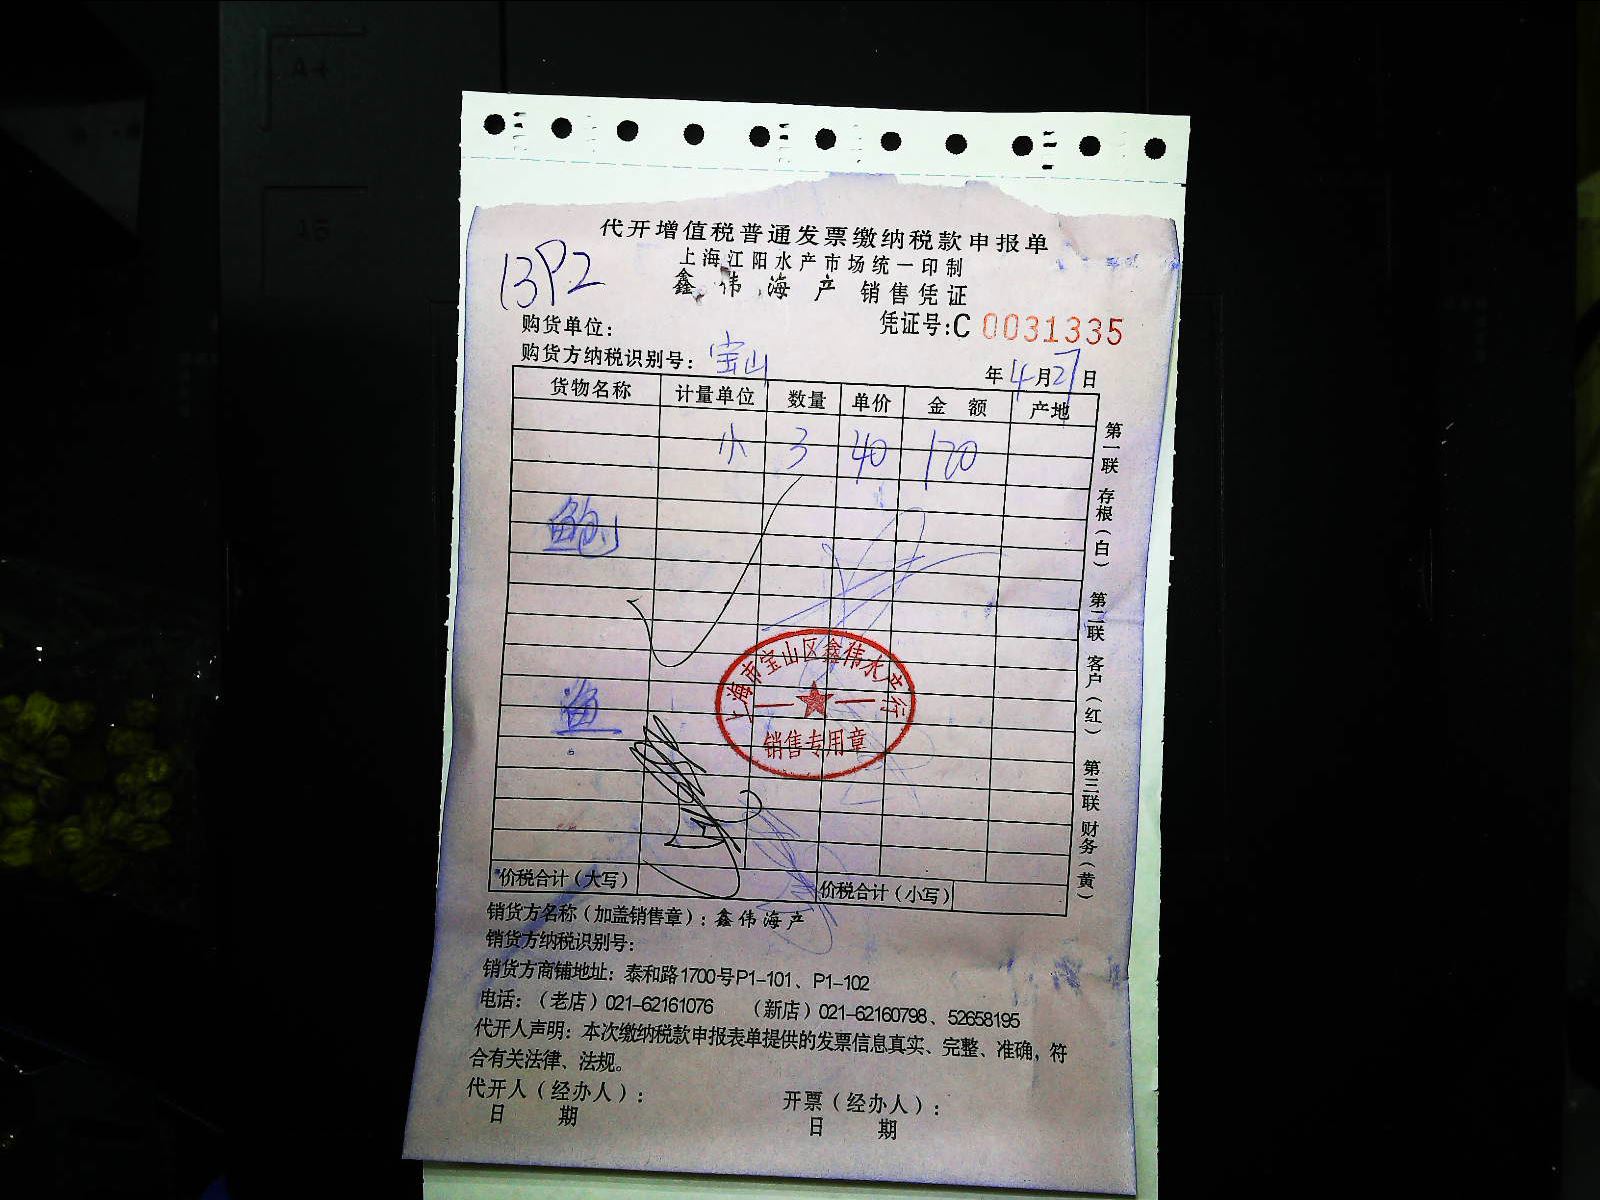 代开增值税普通发票缴纳税款申报单
上海江阳水产市场统一印制
鑫伟海产 销售凭证
13P2
购货单位：
凭证号：C 0031335
购货方纳税识别号：宝山
年4月27日
货物名称 计量单位 数量 单价 金额 产地
小 3 40 120
鲍
上海市宝山区鑫伟水产行
销售专用章
价税合计（大写） 价税合计（小写）
第一联 存根（白） 第二联 客户（红） 第三联 财务（黄）
销货方名称（加盖销售章）：鑫伟海产
销货方纳税识别号：
销货方商铺地址：泰和路1700号P1-101、P1-102
电话：（老店）021-62161076 （新店）021-62160798、52658195
代开人声明：本次缴纳税款申报表单提供的发票信息真实、完整、准确，符
合有关法律、法规。
代开人（经办人）： 开票（经办人）：
日 期 日 期
A4